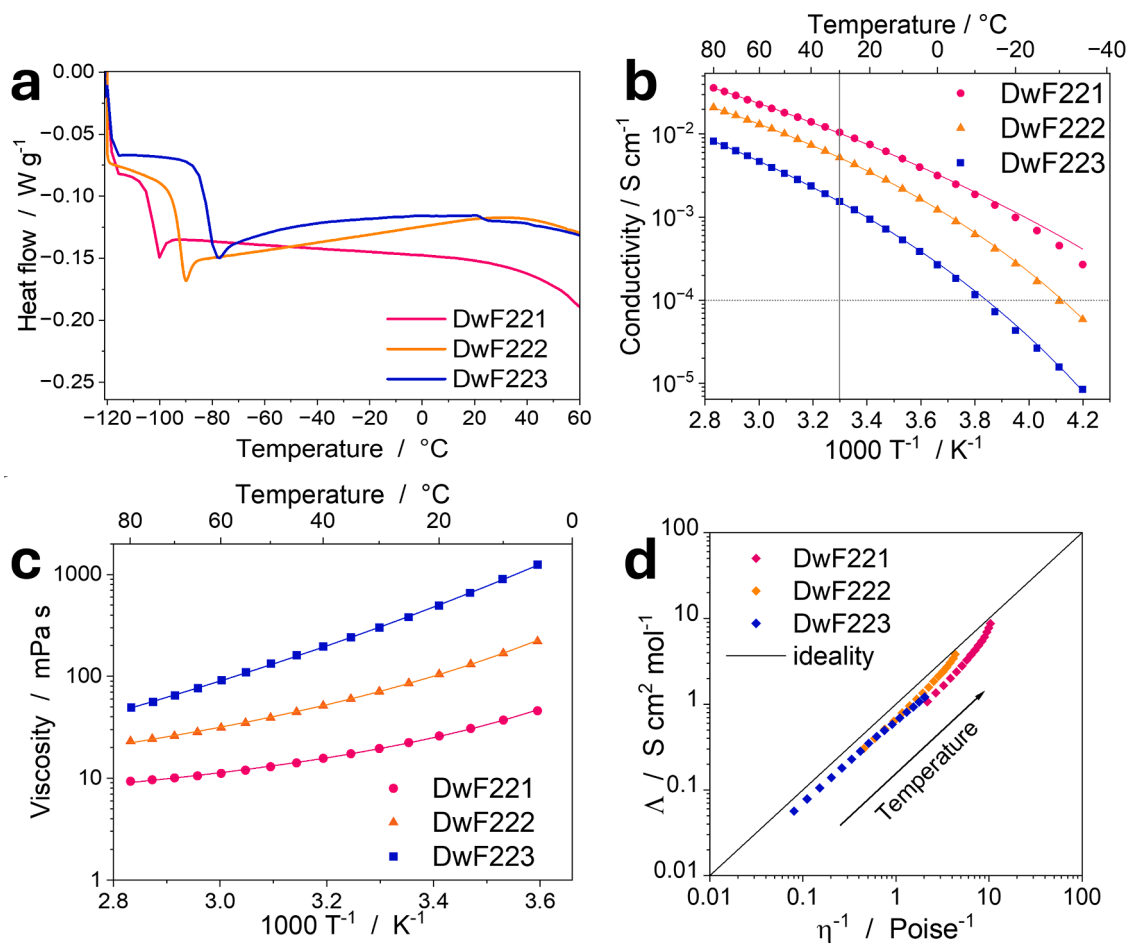 a
0.00
−0.05
−0.10
−0.15
−0.20
−0.25
Heat flow / W g⁻¹
DwF221
DwF222
DwF223
−120 −100 −80 −60 −40 −20 0 20 40 60
Temperature / °C
b
Temperature / °C
80 60 40 20 0 −20 −40
10⁻²
10⁻³
10⁻⁴
10⁻⁵
Conductivity / S cm⁻¹
DwF221
DwF222
DwF223
2.8 3.0 3.2 3.4 3.6 3.8 4.0 4.2
1000 T⁻¹ / K⁻¹
c
Temperature / °C
80 60 40 20 0
1000
100
10
1
Viscosity / mPa s
DwF221
DwF222
DwF223
2.8 3.0 3.2 3.4 3.6
1000 T⁻¹ / K⁻¹
d
100
10
1
0.1
0.01
Λ / S cm² mol⁻¹
DwF221
DwF222
DwF223
ideality
Temperature
0.01 0.1 1 10 100
η⁻¹ / Poise⁻¹